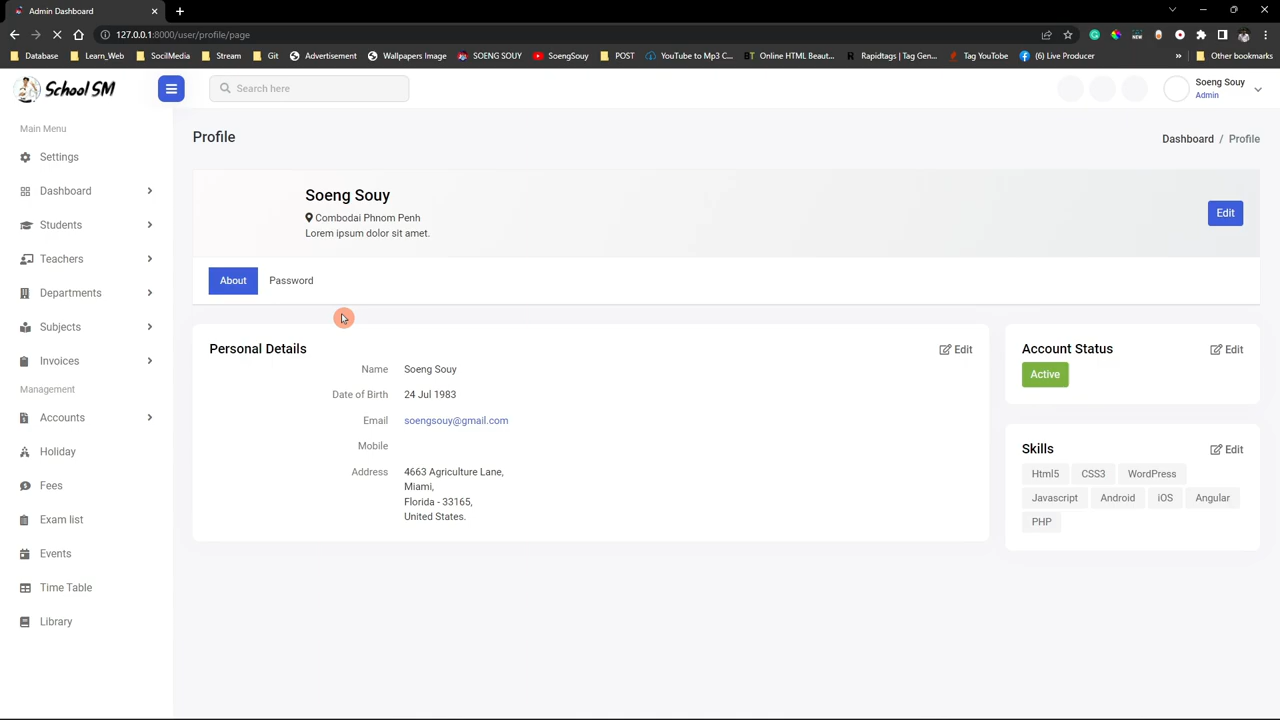 Admin Dashboard
127.0.0.1:8000/user/profile/page
Database
Learn_Web
SocilMedia
Stream
Git
Advertisement
Wallpapers Image
SOENG SOUY
SoengSouy
POST
YouTube to Mp3 C...
Online HTML Beaut...
Rapidtags | Tag Gen...
Tag YouTube
(6) Live Producer
Other bookmarks
School SM
Search here
Soeng Souy
Admin
Main Menu
Settings
Dashboard
Students
Teachers
Departments
Subjects
Invoices
Management
Accounts
Holiday
Fees
Exam list
Events
Time Table
Library
Profile
Dashboard / Profile
Soeng Souy
Combodai Phnom Penh
Lorem ipsum dolor sit amet.
Edit
About
Password
Personal Details
Edit
Name Soeng Souy
Date of Birth 24 Jul 1983
Email soengsouy@gmail.com
Mobile
Address 4663 Agriculture Lane,
Miami,
Florida - 33165,
United States.
Account Status
Edit
Active
Skills
Edit
Html5 CSS3 WordPress
Javascript Android iOS Angular
PHP